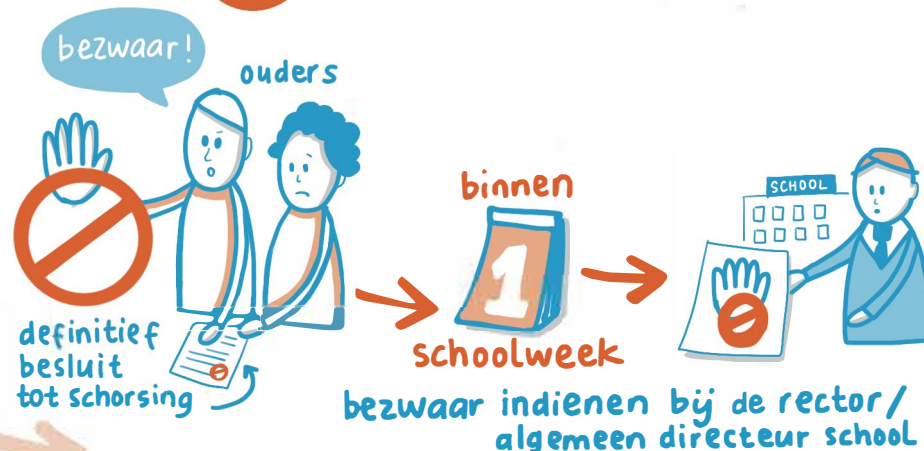 bezwaar!
ouders
definitief
besluit
tot schorsing
binnen
1
schoolweek
SCHOOL
bezwaar indienen bij de rector/
algemeen directeur school